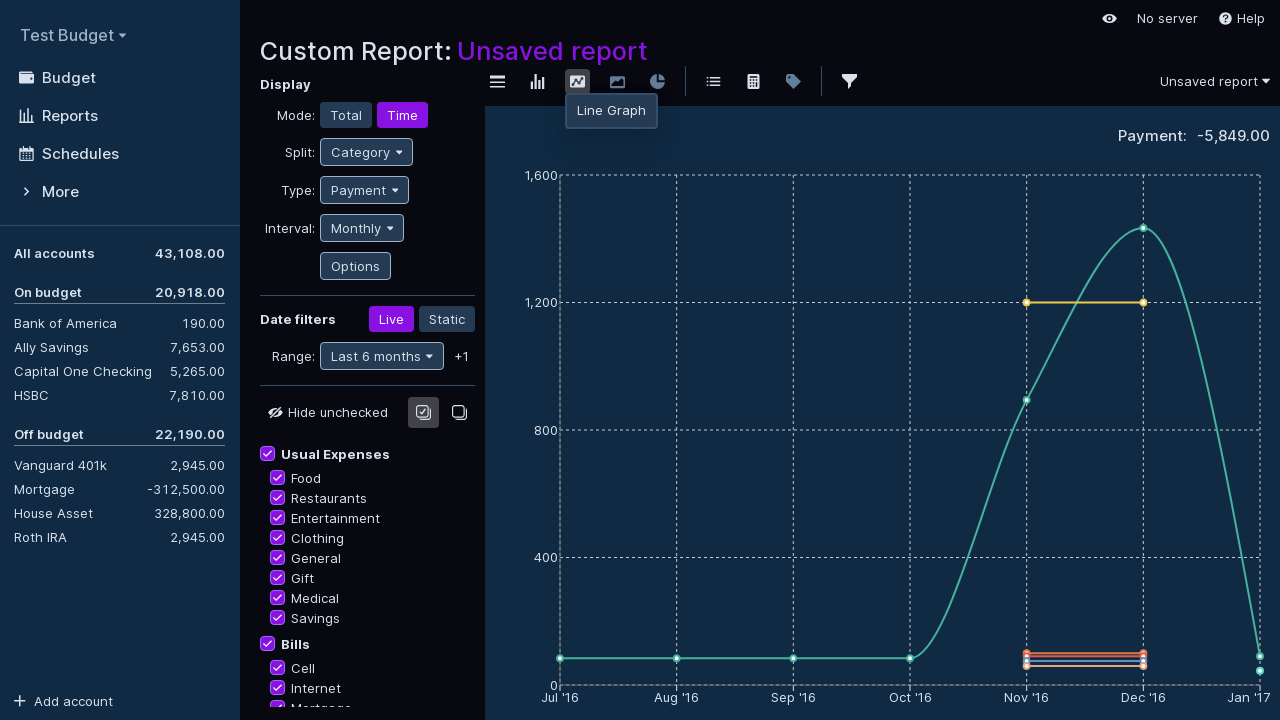 Test Budget
Budget
Reports
Schedules
More
All accounts 43,108.00
On budget 20,918.00
Bank of America 190.00
Ally Savings 7,653.00
Capital One Checking 5,265.00
HSBC 7,810.00
Off budget 22,190.00
Vanguard 401k 2,945.00
Mortgage -312,500.00
House Asset 328,800.00
Roth IRA 2,945.00
Add account
No server Help
Custom Report: Unsaved report
Display
Mode: Total Time
Split: Category
Type: Payment
Interval: Monthly
Options
Date filters Live Static
Range: Last 6 months +1
Hide unchecked
Usual Expenses
Food
Restaurants
Entertainment
Clothing
General
Gift
Medical
Savings
Bills
Cell
Internet
Mortgage
Unsaved report
Line Graph
Payment: -5,849.00
1,600
1,200
800
400
0
Jul '16 Aug '16 Sep '16 Oct '16 Nov '16 Dec '16 Jan '17